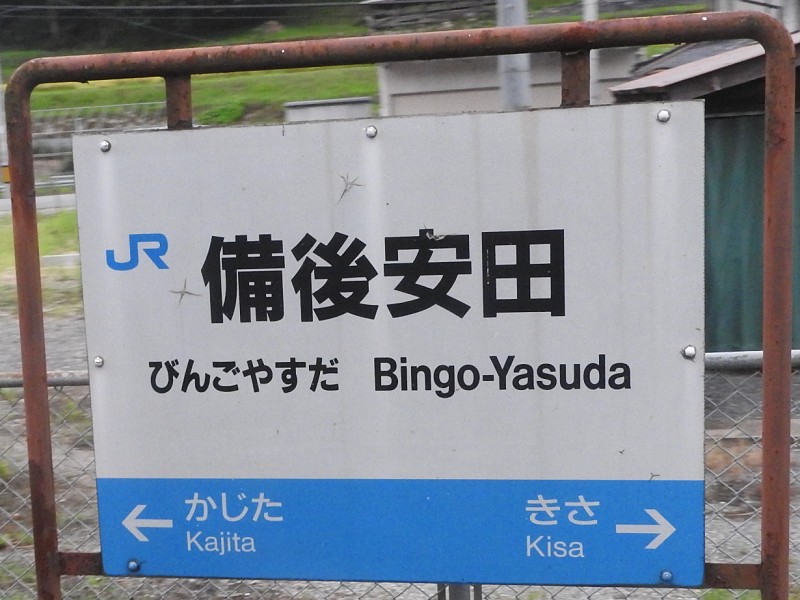 JR 備後安田
びんごやすだ Bingo-Yasuda
← かじた きさ →
Kajita Kisa